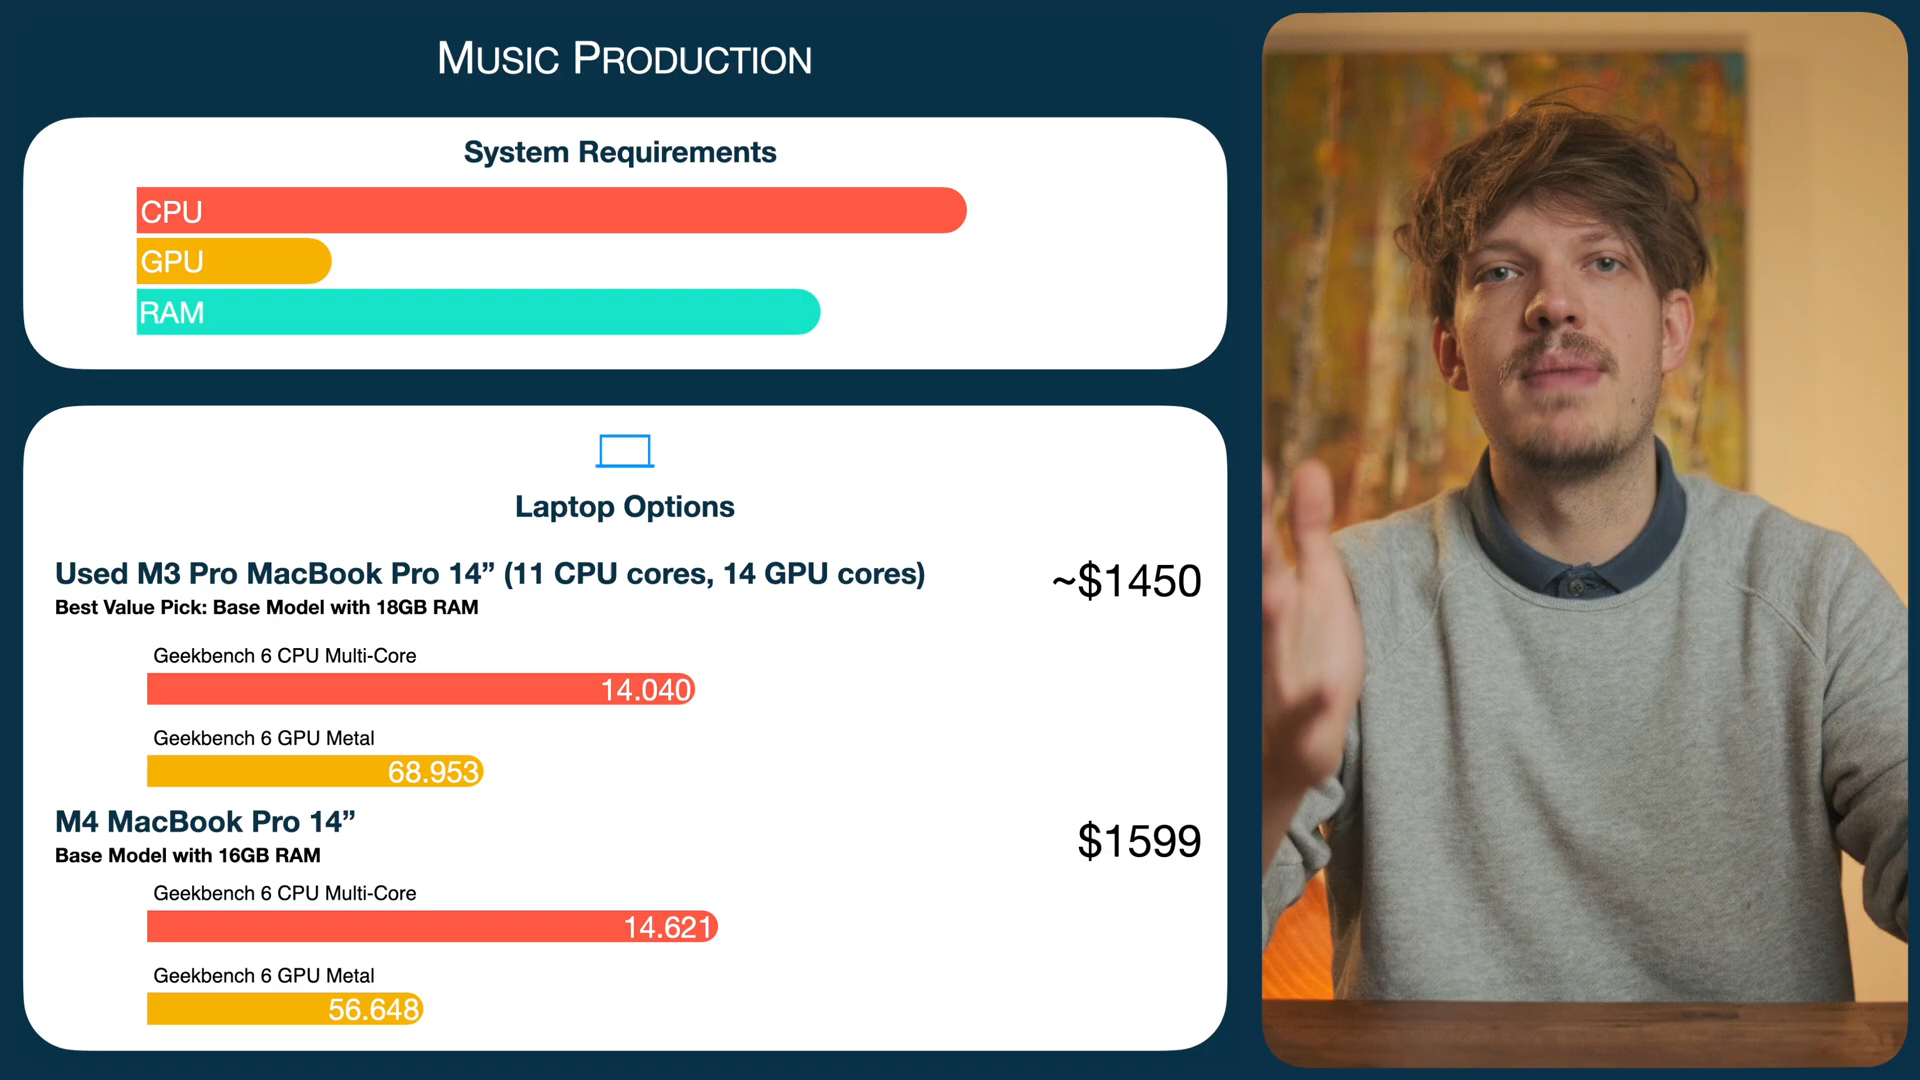 MUSIC PRODUCTION
System Requirements
CPU
GPU
RAM
Laptop Options
Used M3 Pro MacBook Pro 14” (11 CPU cores, 14 GPU cores)
~$1450
Best Value Pick: Base Model with 18GB RAM
Geekbench 6 CPU Multi-Core
14.040
Geekbench 6 GPU Metal
68.953
M4 MacBook Pro 14”
$1599
Base Model with 16GB RAM
Geekbench 6 CPU Multi-Core
14.621
Geekbench 6 GPU Metal
56.648